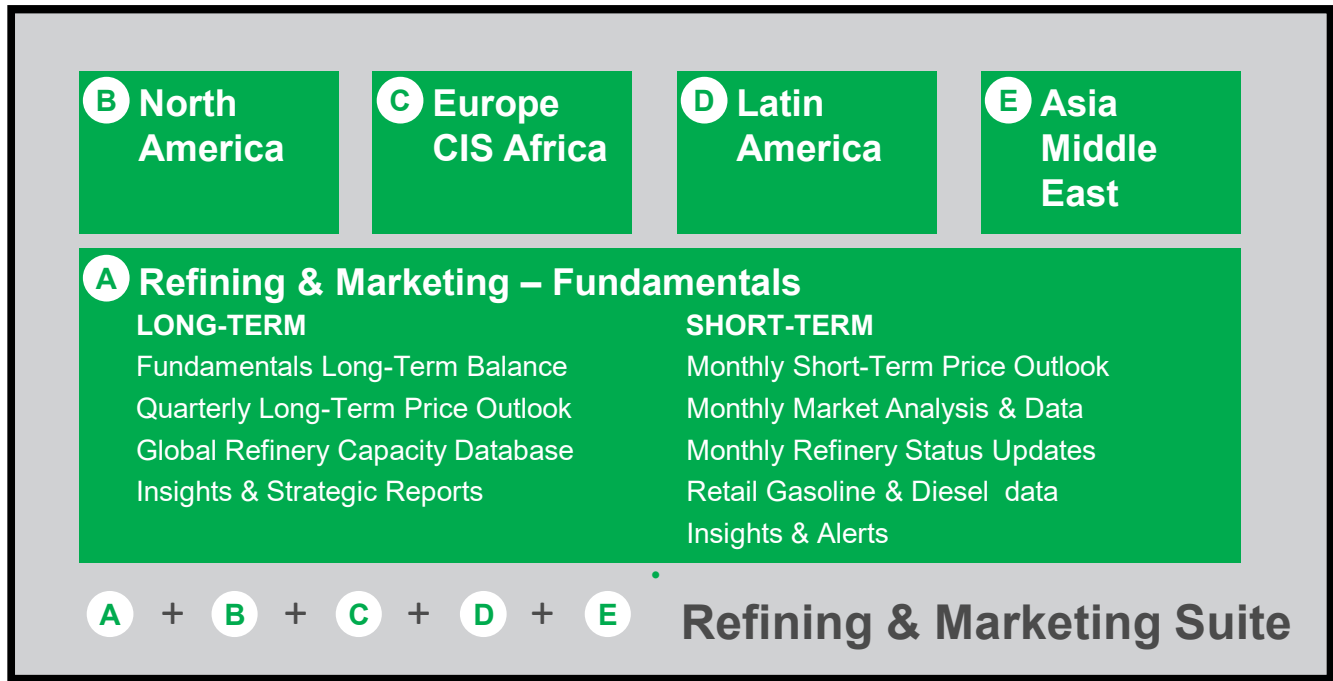 B North
America
C Europe
CIS Africa
D Latin
America
E Asia
Middle
East
A Refining & Marketing – Fundamentals
LONG-TERM
Fundamentals Long-Term Balance
Quarterly Long-Term Price Outlook
Global Refinery Capacity Database
Insights & Strategic Reports
SHORT-TERM
Monthly Short-Term Price Outlook
Monthly Market Analysis & Data
Monthly Refinery Status Updates
Retail Gasoline & Diesel  data
Insights & Alerts
A + B + C + D + E Refining & Marketing Suite